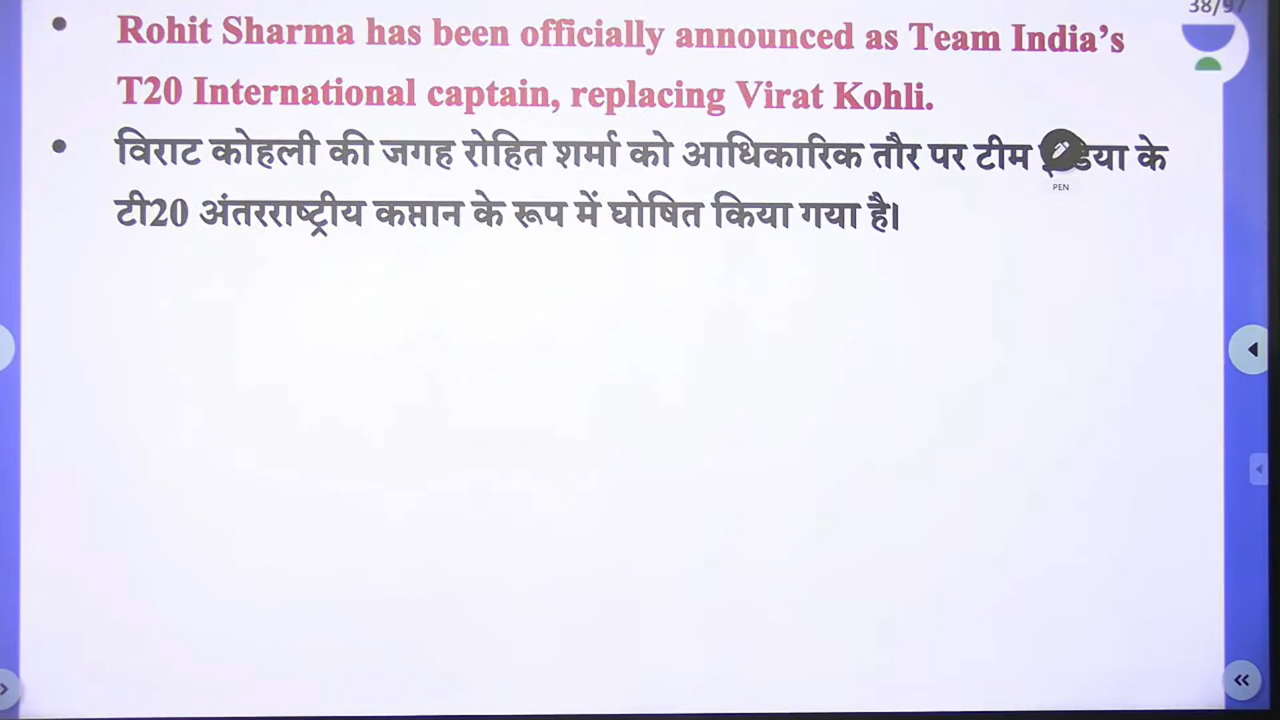 38/97
Rohit Sharma has been officially announced as Team India's
T20 International captain, replacing Virat Kohli.
विराट कोहली की जगह रोहित शर्मा को आधिकारिक तौर पर टीम के
PEN
टी20 अंतरराष्ट्रीय कप्तान के रूप में घोषित किया गया है।